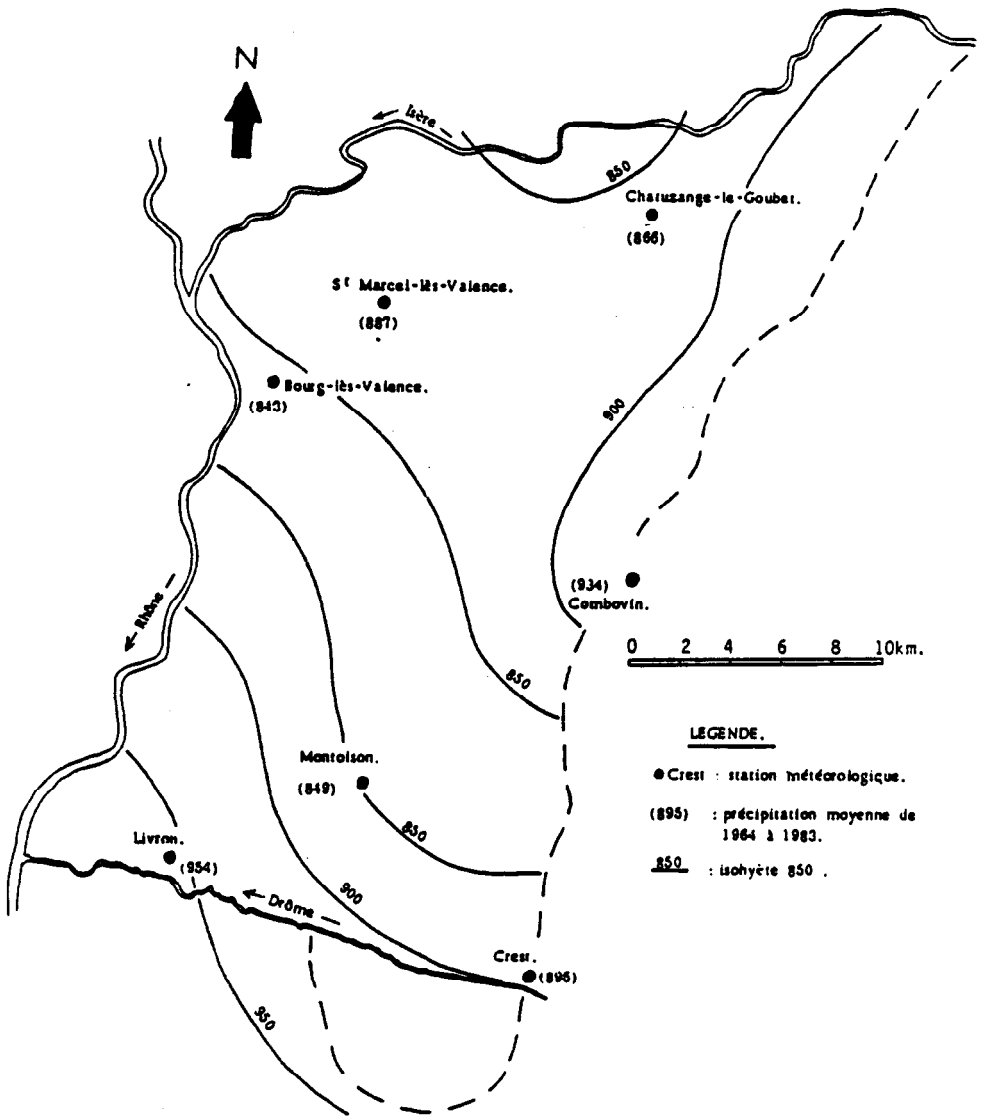 N
Isère
850
Chatuzange-le-Goubet.
(866)
St Marcel-lès-Valence.
(887)
Bourg-lès-Valence.
(843)
900
(934)
Combovin.
Rhône
0 2 4 6 8 10km.
850
LEGENDE.
Montoison.
(849)
Crest : station météorologique.
(895) : précipitation moyenne de
1964 à 1983.
850 : isohyète 850 .
850
Livron.
(954)
900
Drôme
Crest.
(895)
950